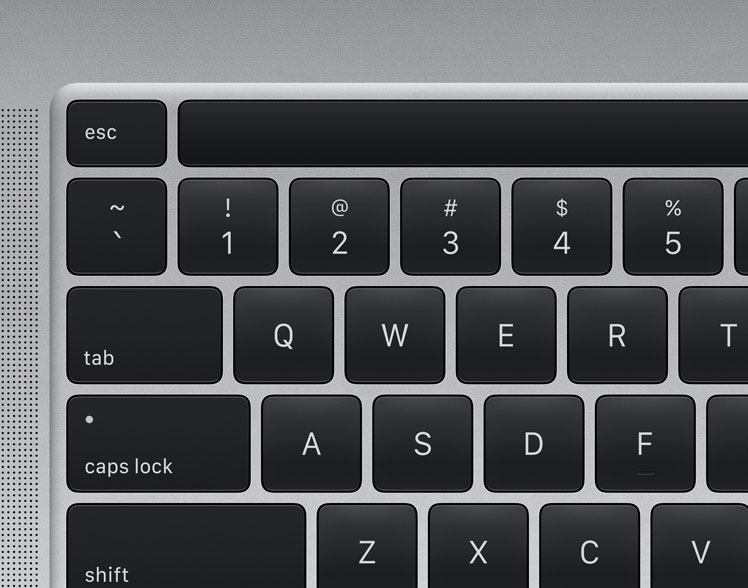 esc
~ ! @ # $ %
` 1 2 3 4 5
tab Q W E R T
caps lock A S D F
shift Z X C V